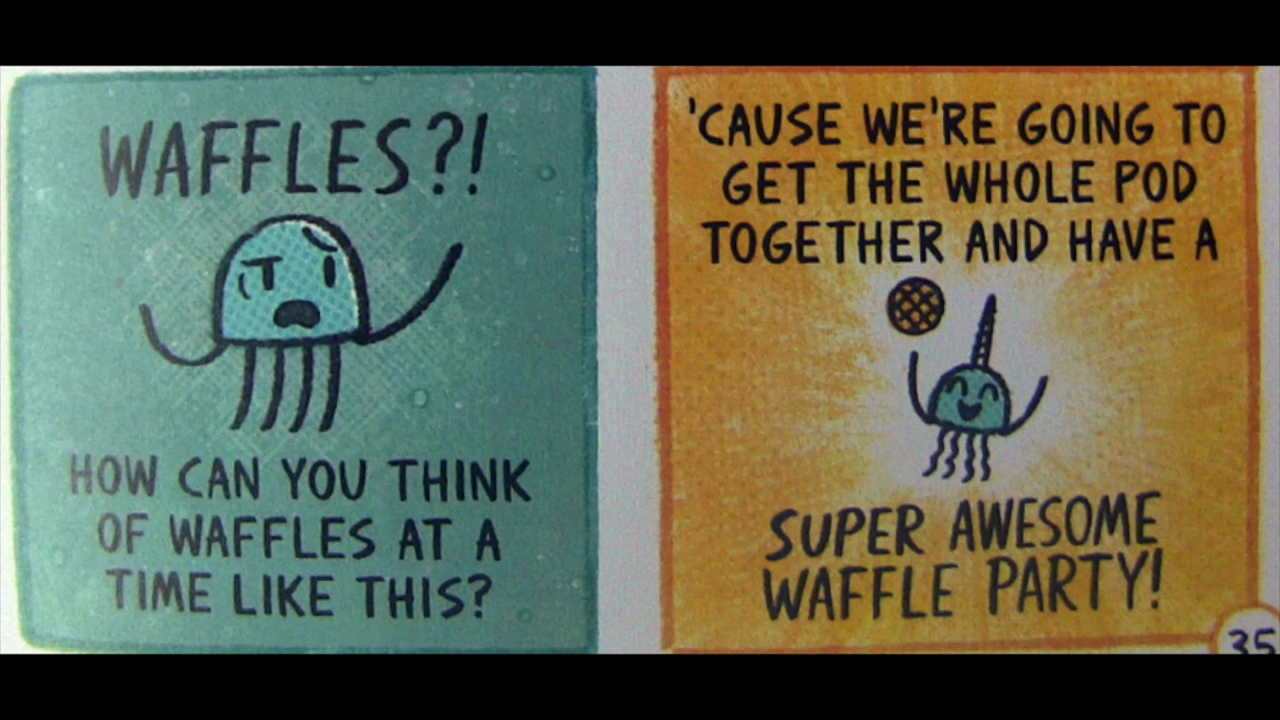 WAFFLES?!
HOW CAN YOU THINK
OF WAFFLES AT A
TIME LIKE THIS?
'CAUSE WE'RE GOING TO
GET THE WHOLE POD
TOGETHER AND HAVE A
SUPER AWESOME
WAFFLE PARTY!
35